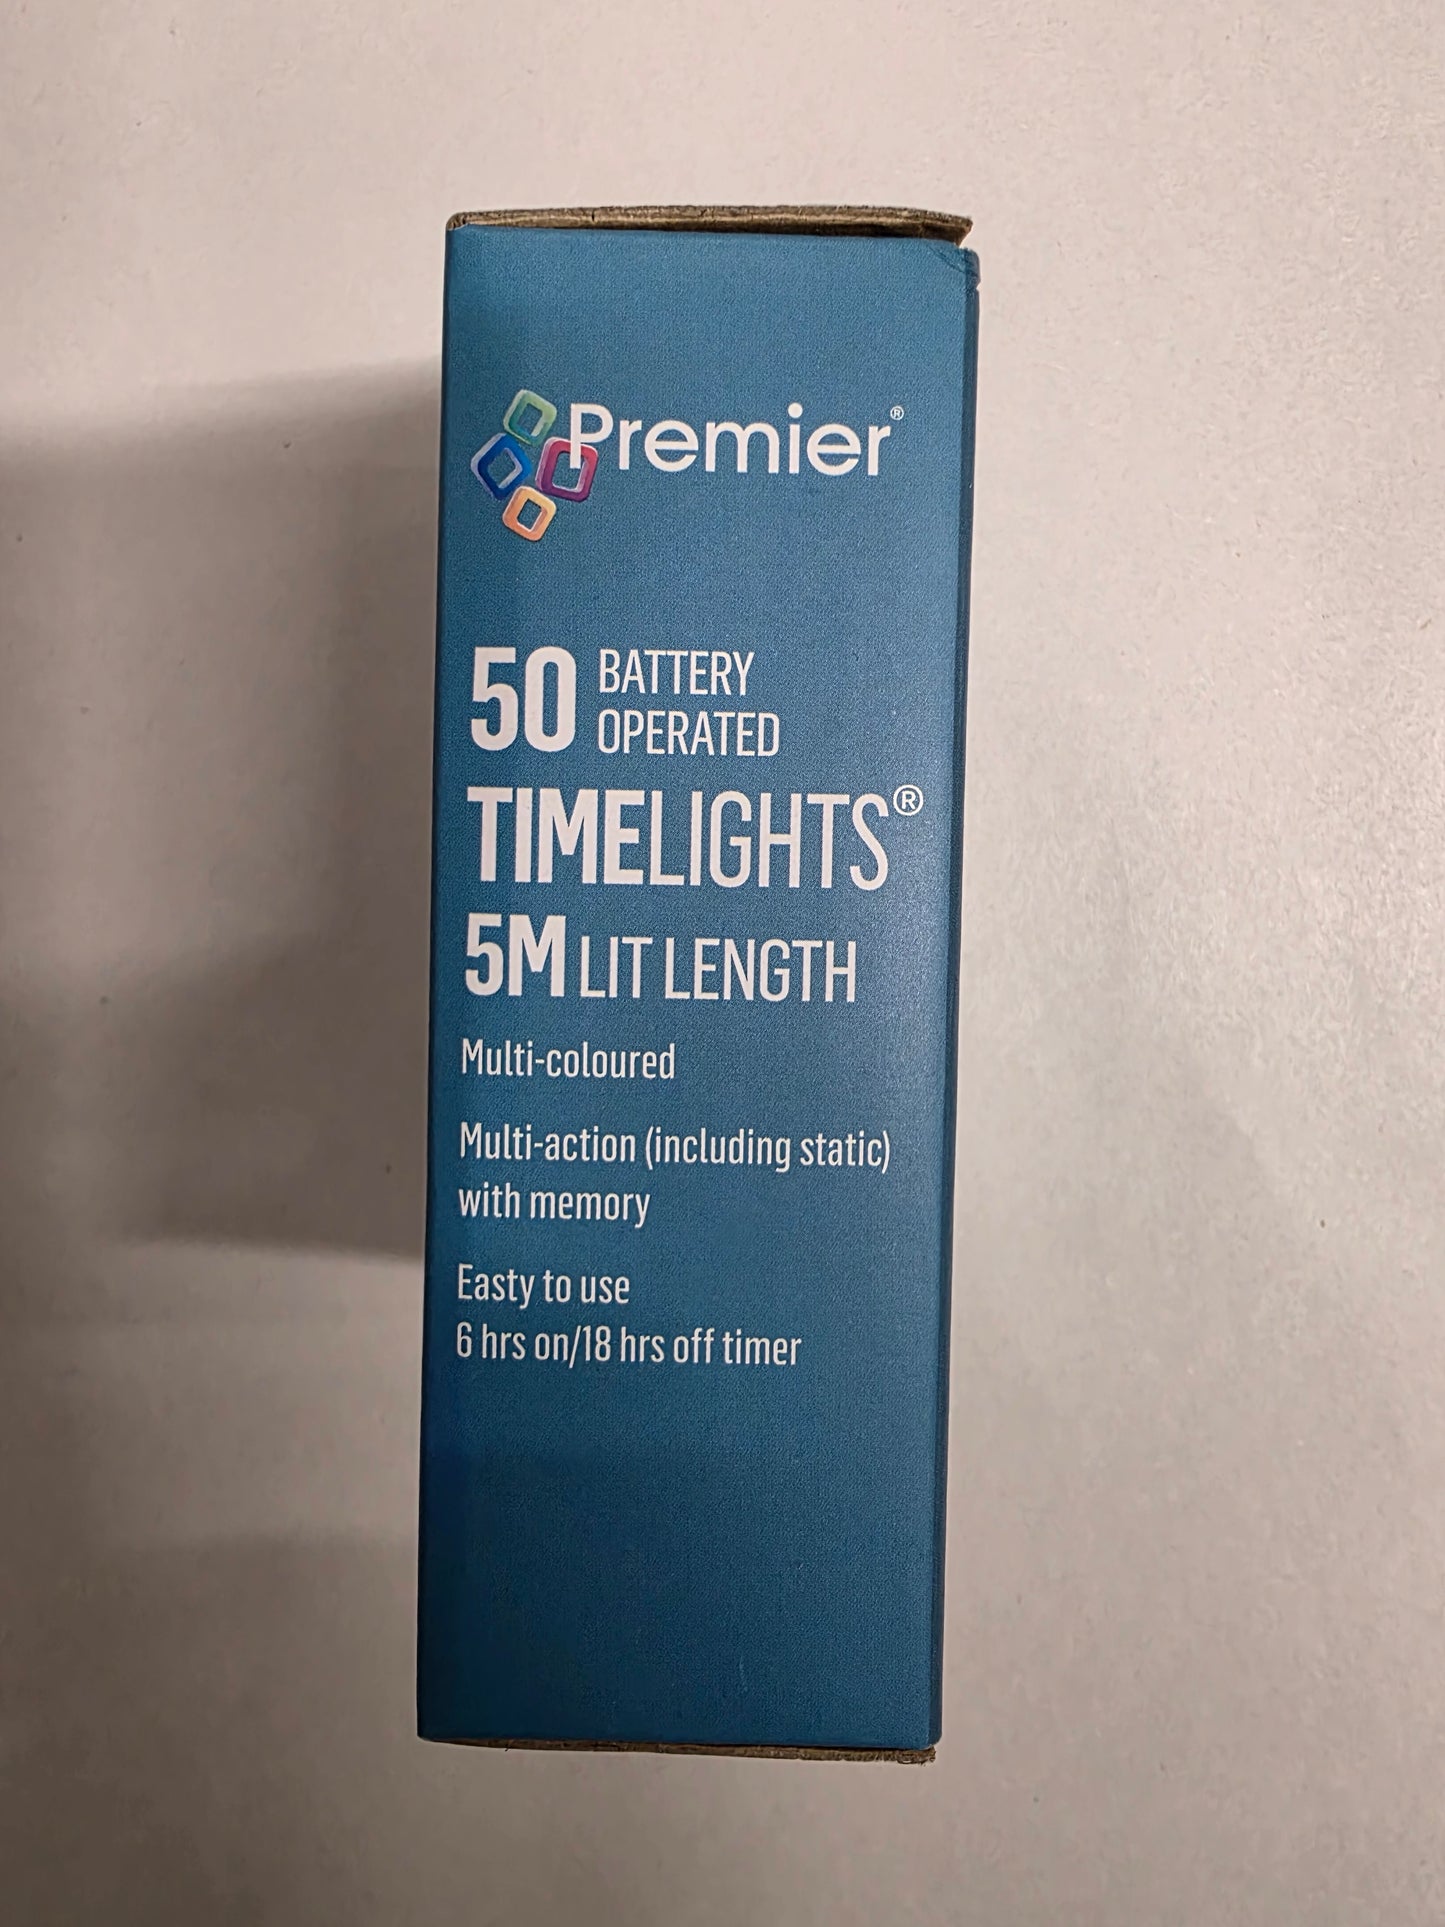 Premier®
50 BATTERY
OPERATED
TIMELIGHTS®
5M LIT LENGTH
Multi-coloured
Multi-action (including static)
with memory
Easty to use
6 hrs on/18 hrs off timer